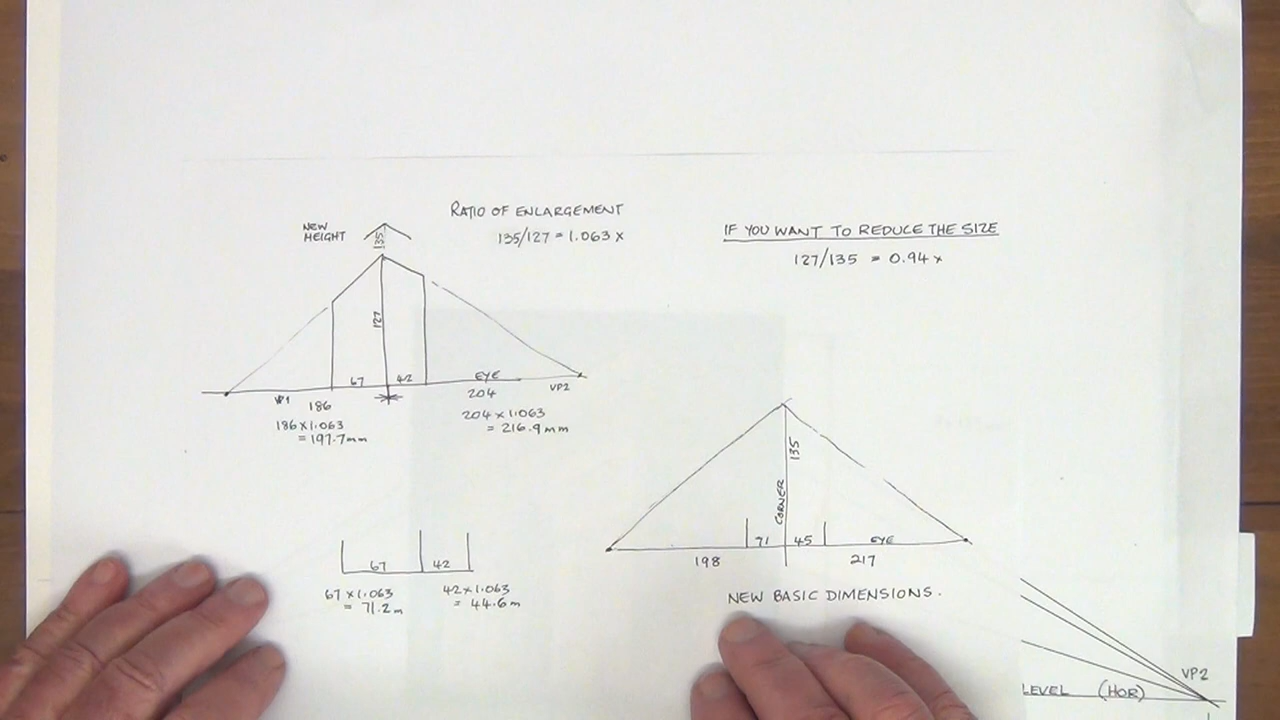 RATIO OF ENLARGEMENT
135/127 = 1.063 x
NEW
HEIGHT
135
127
67
42
EYE
VP1
186
204
VP2
186 x 1.063
= 197.7mm
204 x 1.063
= 216.9mm
67
42
67 x 1.063
= 71.2m
42 x 1.063
= 44.6m
IF YOU WANT TO REDUCE THE SIZE
127/135 = 0.94 x
135
CORNER
71
45
EYE
198
217
NEW BASIC DIMENSIONS.
VP2
LEVEL (HOR)